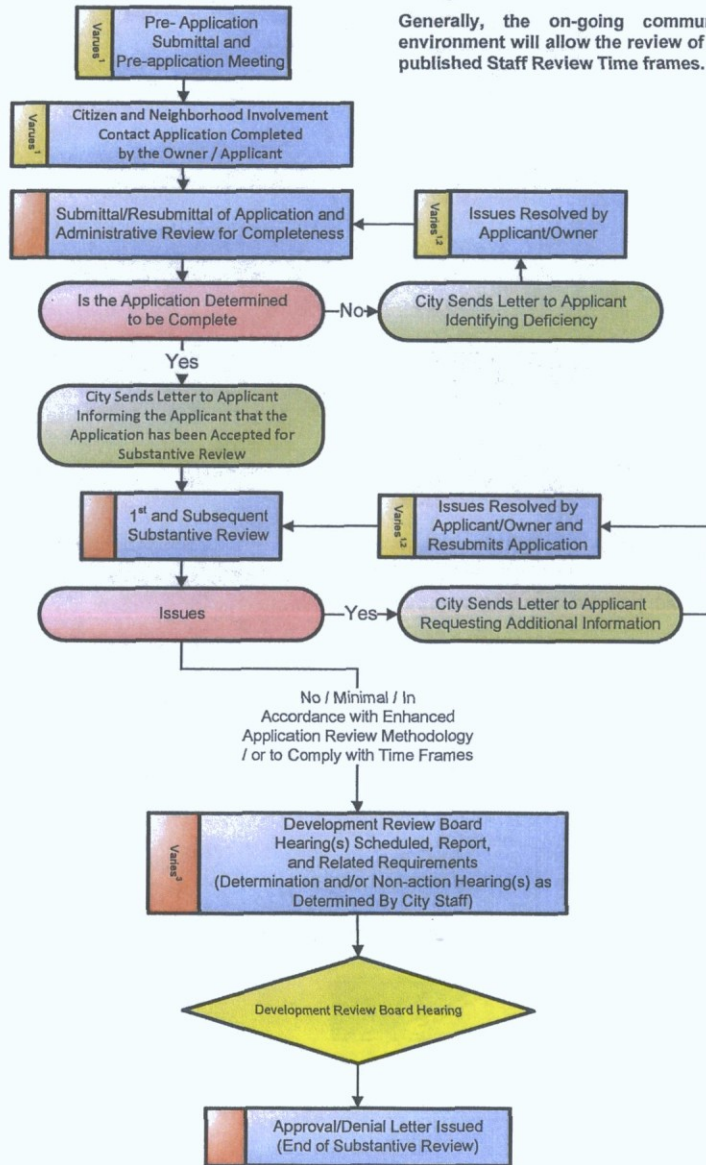 Pre- Application
Submittal and
Pre-application Meeting
Varues¹
Generally, the on-going commu
environment will allow the review of
published Staff Review Time frames.
Citizen and Neighborhood Involvement
Contact Application Completed
by the Owner / Applicant
Varues¹
Submittal/Resubmittal of Application and
Administrative Review for Completeness
Issues Resolved by
Applicant/Owner
Varies¹,²
Is the Application Determined
to be Complete
No
City Sends Letter to Applicant
Identifying Deficiency
Yes
City Sends Letter to Applicant
Informing the Applicant that the
Application has been Accepted for
Substantive Review
1st and Subsequent
Substantive Review
Issues Resolved by
Applicant/Owner and
Resubmits Application
Varies¹,²
Issues
Yes
City Sends Letter to Applicant
Requesting Additional Information
No / Minimal / In
Accordance with Enhanced
Application Review Methodology
/ or to Comply with Time Frames
Development Review Board
Hearing(s) Scheduled, Report,
and Related Requirements
(Determination and/or Non-action Hearing(s) as
Determined By City Staff)
Varies³
Development Review Board Hearing
Approval/Denial Letter Issued
(End of Substantive Review)